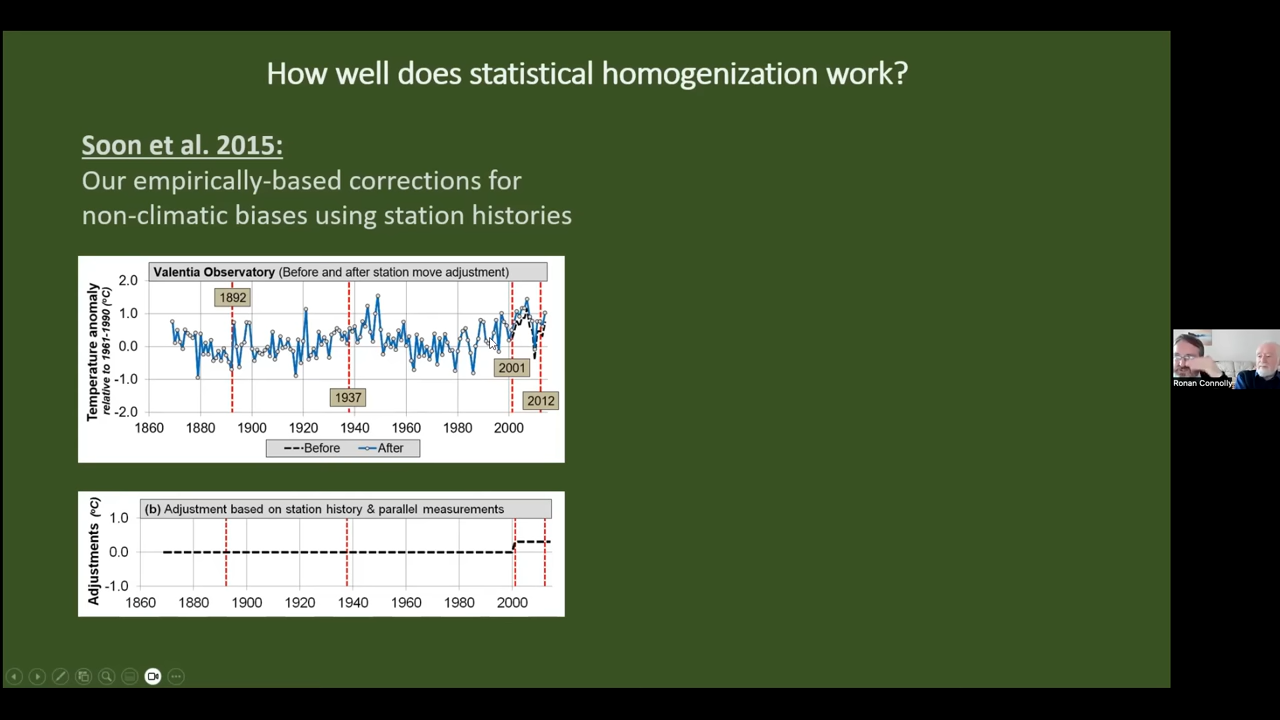 How well does statistical homogenization work?
Soon et al. 2015:
Our empirically-based corrections for
non-climatic biases using station histories
Valentia Observatory (Before and after station move adjustment)
Temperature anomaly
relative to 1961-1990 (°C)
2.0
1.0
0.0
-1.0
-2.0
1892
1937
2001
2012
1860 1880 1900 1920 1940 1960 1980 2000
Before After
(b) Adjustment based on station history & parallel measurements
Adjustments (°C)
1.0
0.0
-1.0
1860 1880 1900 1920 1940 1960 1980 2000
Ronan Connolly